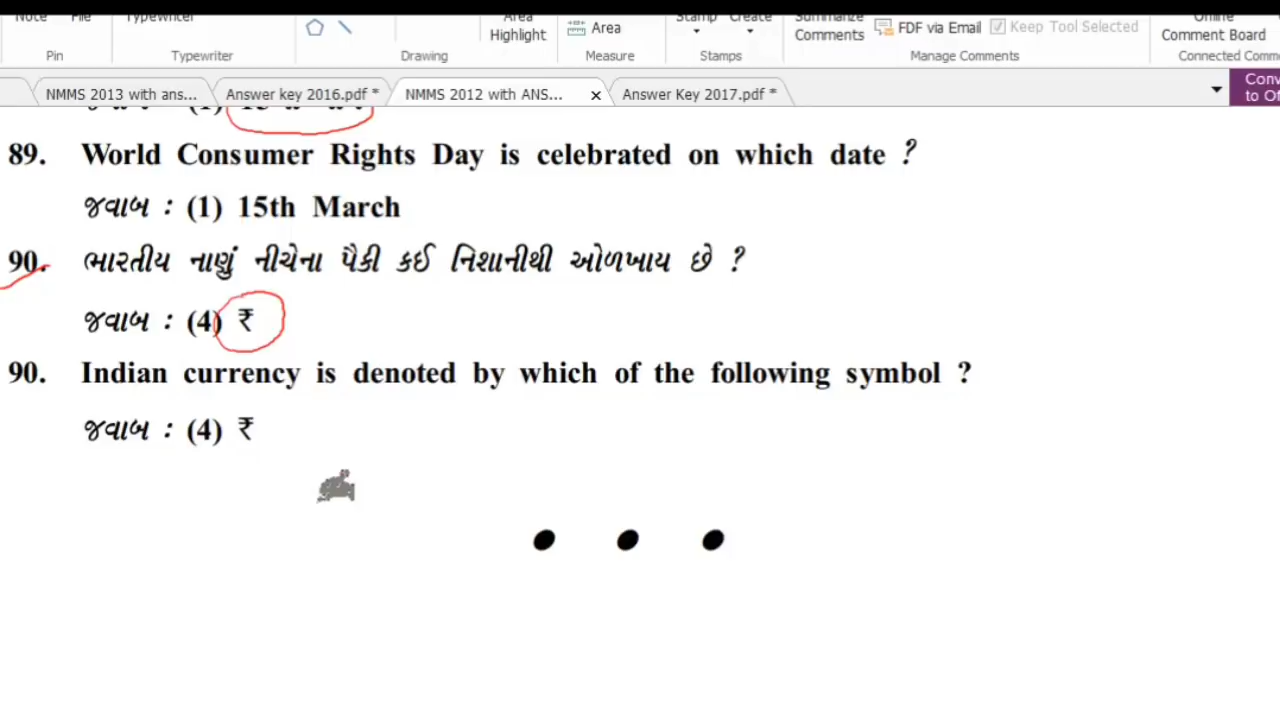 Note File Typewriter Area Stamp Create Summarize Online
Highlight Area Comments FDF via Email Keep Tool Selected Comment Board
Pin Typewriter Drawing Measure Stamps Manage Comments Connected Comm
NMMS 2013 with ans... Answer key 2016.pdf * NMMS 2012 with ANS... x Answer Key 2017.pdf * Conv
to Of
89. World Consumer Rights Day is celebrated on which date ?
જવાબ : (1) 15th March
90. ભારતીય નાણું નીચેના પૈકી કઈ નિશાનીથી ઓળખાય છે ?
જવાબ : (4) ₹
90. Indian currency is denoted by which of the following symbol ?
જવાબ : (4) ₹